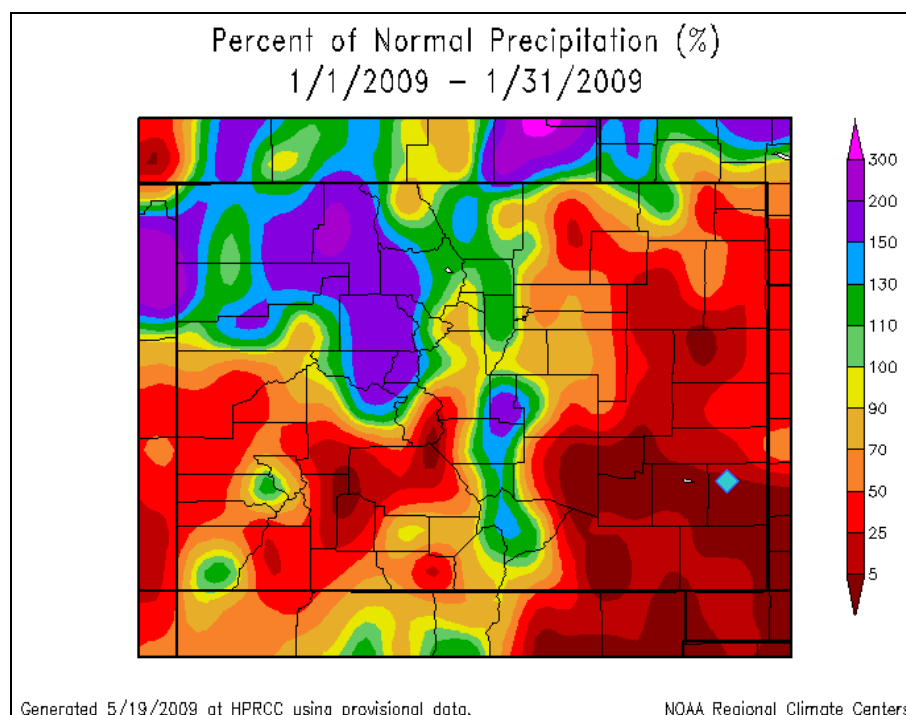 Percent of Normal Precipitation (%)
1/1/2009 – 1/31/2009
300
200
150
130
110
100
90
70
50
25
5
Generated 5/19/2009 at HPRCC using provisional data.
NOAA Regional Climate Centers